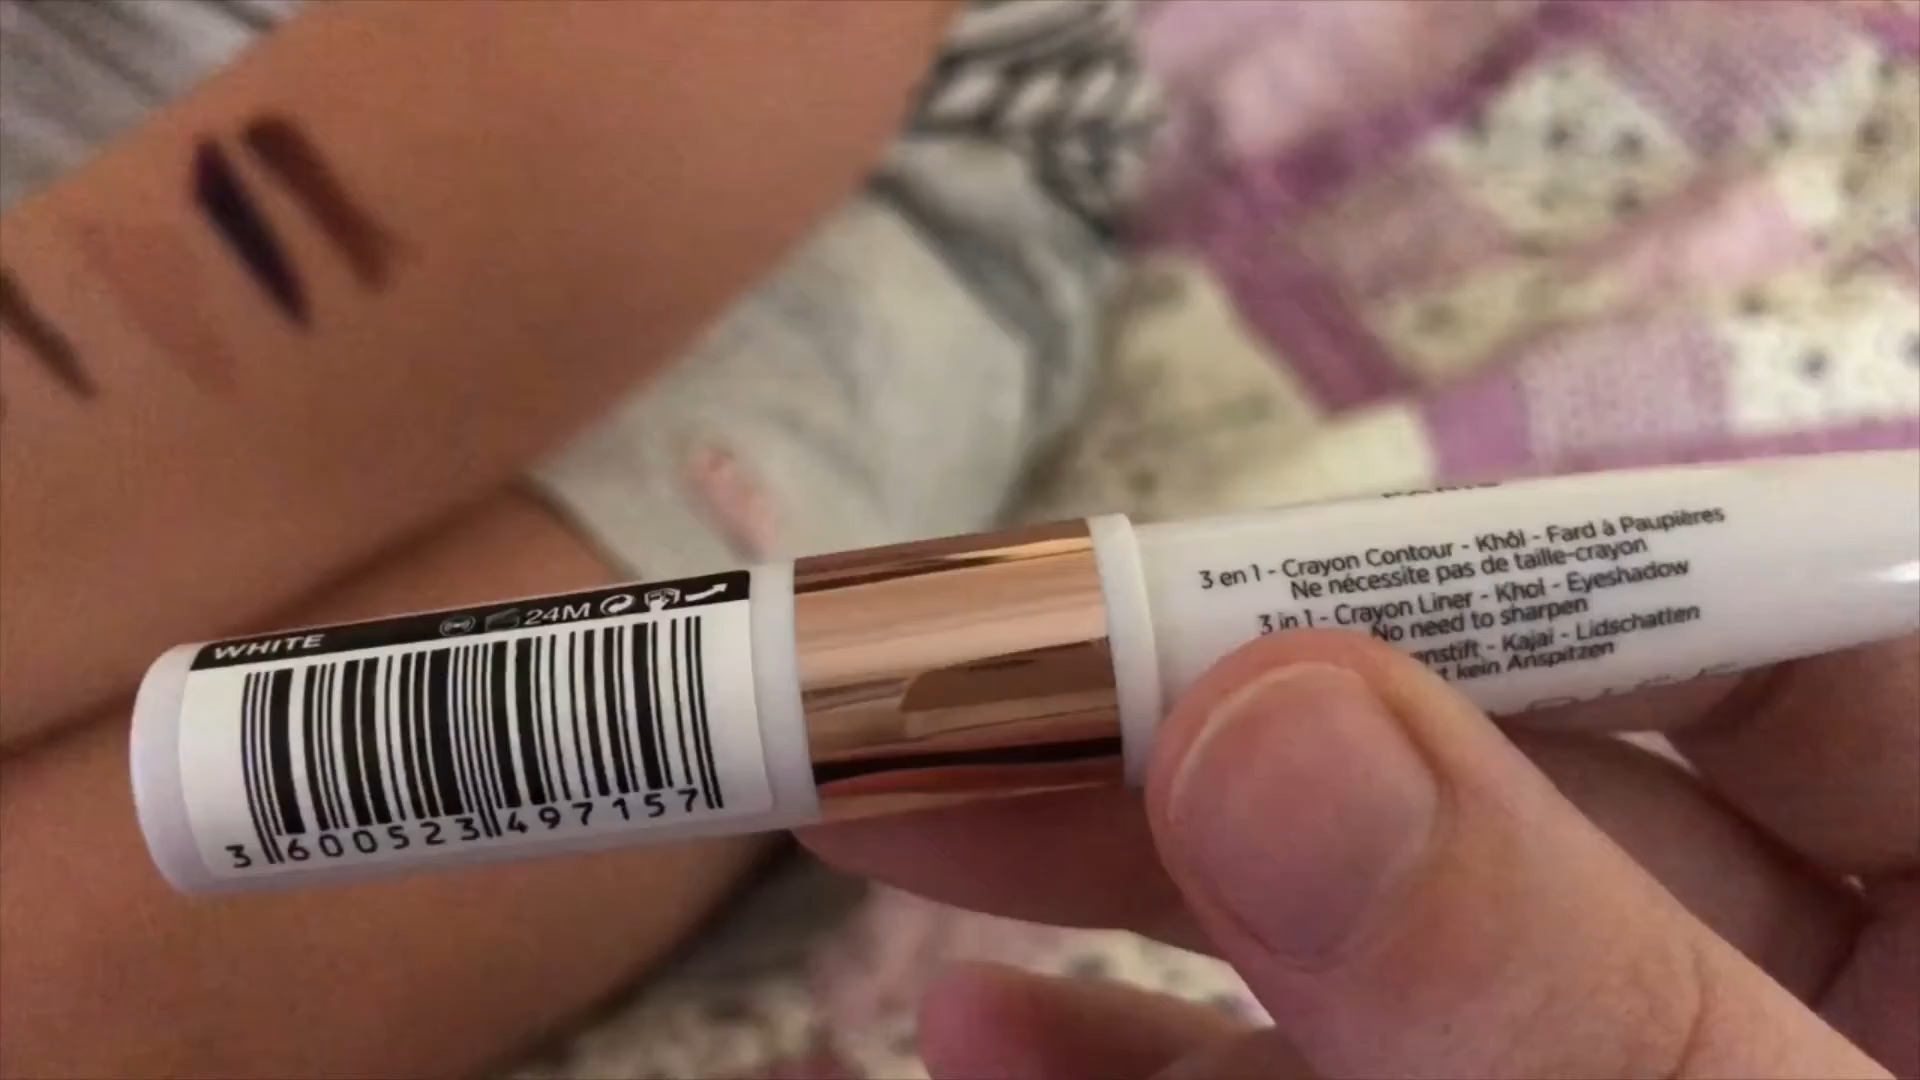 WHITE 24M
3 600523 497157
3 en 1 - Crayon Contour - Khôl - Fard à Paupières
Ne nécessite pas de taille-crayon
3 in 1 - Crayon Liner - Khol - Eyeshadow
No need to sharpen
- Kajal - Lidschatten
kein Anspitzen